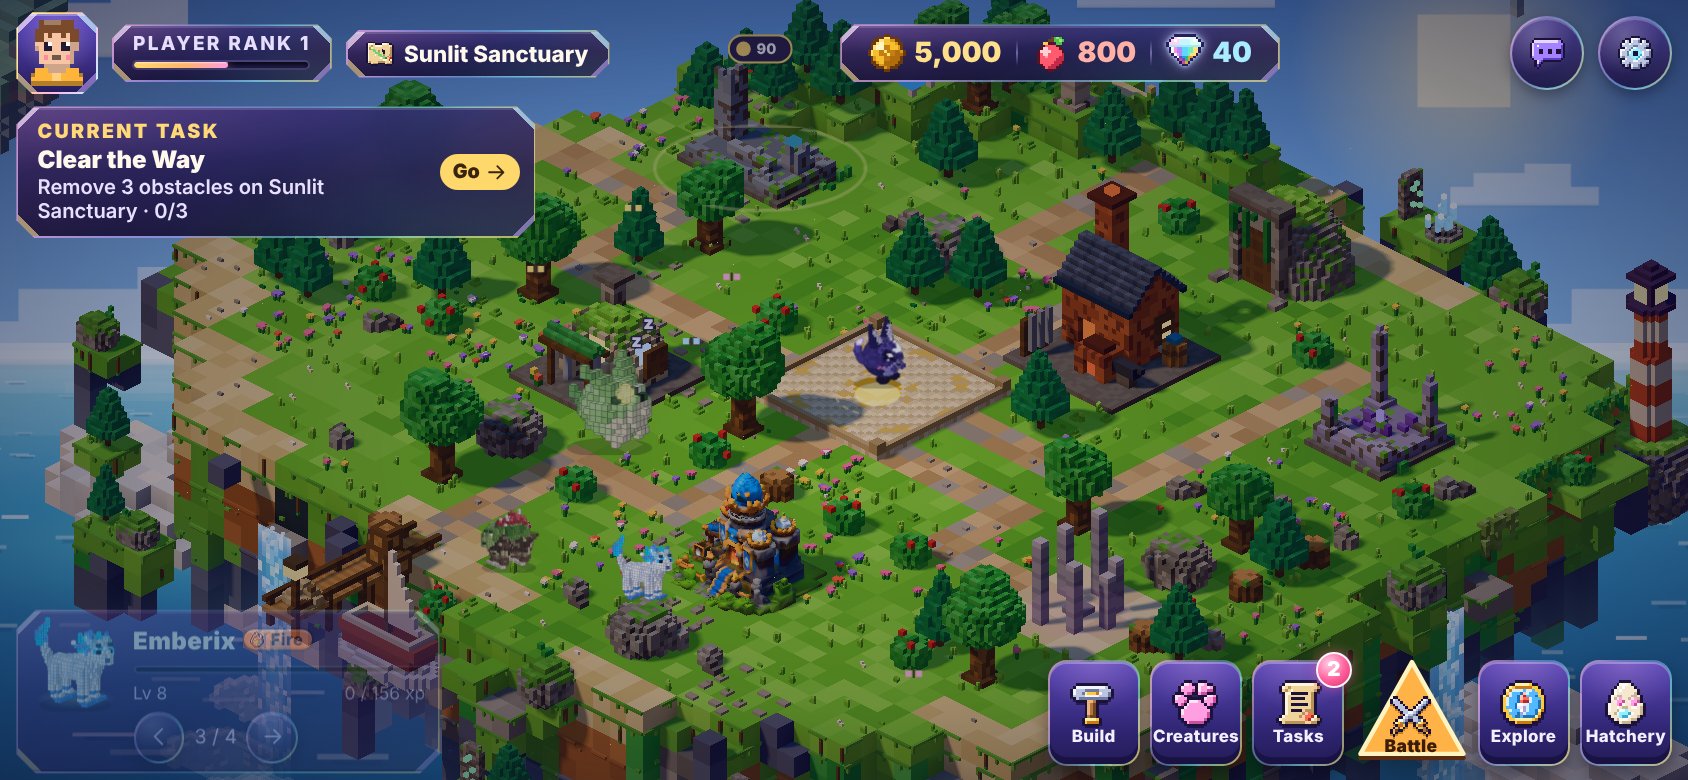 PLAYER RANK 1
Sunlit Sanctuary
90
5,000
800
40
CURRENT TASK
Clear the Way
Remove 3 obstacles on Sunlit
Sanctuary · 0/3
Go →
z
z
Emberix
Fire
Lv 8
0 / 156 xp
3 / 4
2
Build
Creatures
Tasks
Battle
Explore
Hatchery